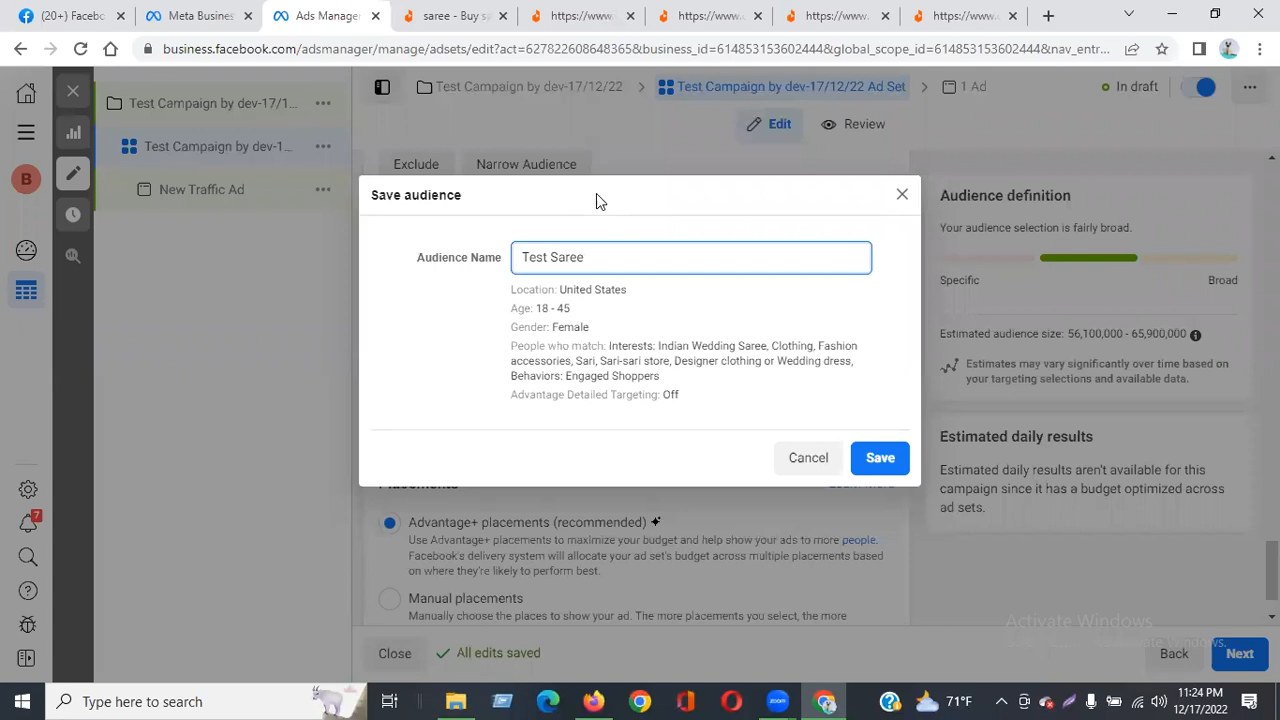 (20+) Facebo
Meta Busines
Ads Manager
saree - Buy sa
https://www.
https://www.
https://www.
https://www.
business.facebook.com/adsmanager/manage/adsets/edit?act=627822608648365&business_id=6148531536024​44&global_scope_id=614853153602444&nav_entr...
Test Campaign by dev-17/1...
Test Campaign by dev-17/12/22
Test Campaign by dev-17/12/22 Ad Set
1 Ad
In draft
Edit
Review
Test Campaign by dev-1...
New Traffic Ad
B
Exclude
Narrow Audience
Save audience
Audience Name
Test Saree
Location: United States
Age: 18 - 45
Gender: Female
People who match: Interests: Indian Wedding Saree, Clothing, Fashion
accessories, Sari, Sari-sari store, Designer clothing or Wedding dress,
Behaviors: Engaged Shoppers
Advantage Detailed Targeting: Off
Cancel
Save
Audience definition
Your audience selection is fairly broad.
Specific
Broad
Estimated audience size: 56,100,000 - 65,900,000
Estimates may vary significantly over time based on
your targeting selections and available data.
Estimated daily results
Estimated daily results aren't available for this
campaign since it has a budget optimized across
ad sets.
Advantage+ placements (recommended)
Use Advantage+ placements to maximize your budget and help show your ads to more people.
Facebook's delivery system will allocate your ad set's budget across multiple placements based
on where they're likely to perform best.
Manual placements
Manually choose the places to show your ad. The more placements you select, the more
7
Activate Windows
Close
All edits saved
Back
Next
Type here to search
zoom
71°F
11:24 PM
12/17/2022